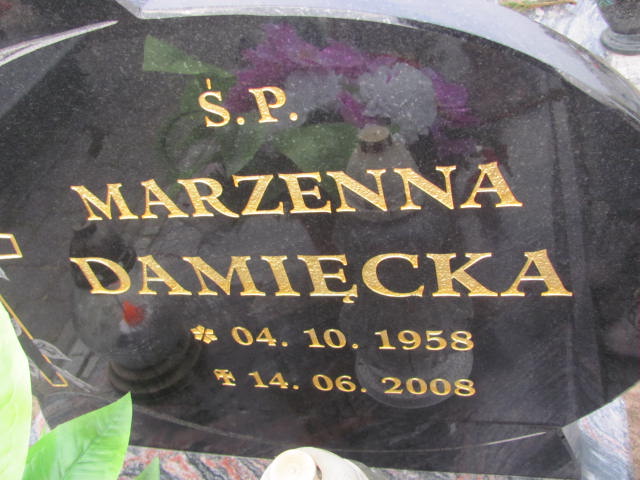 Ś.P.
MARZENNA
DAMIĘCKA
04. 10. 1958
14. 06. 2008